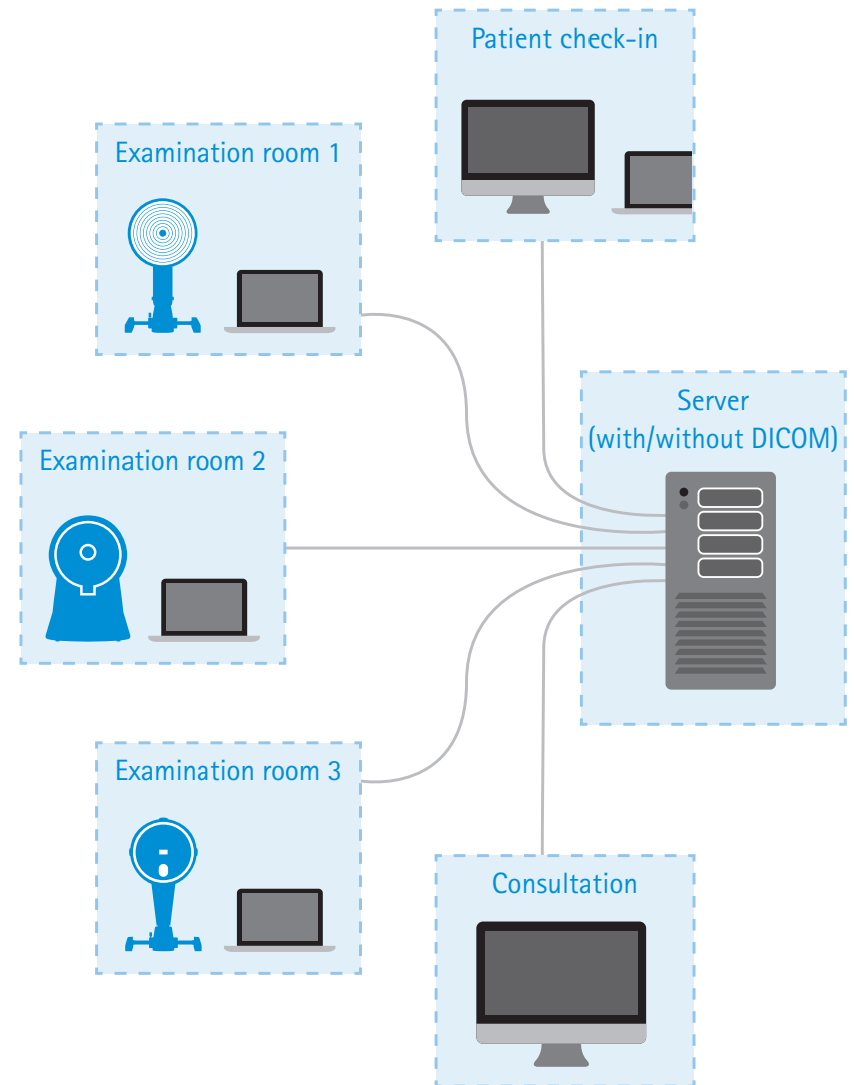 Patient check-in
Examination room 1
Server
(with/without DICOM)
Examination room 2
Examination room 3
Consultation